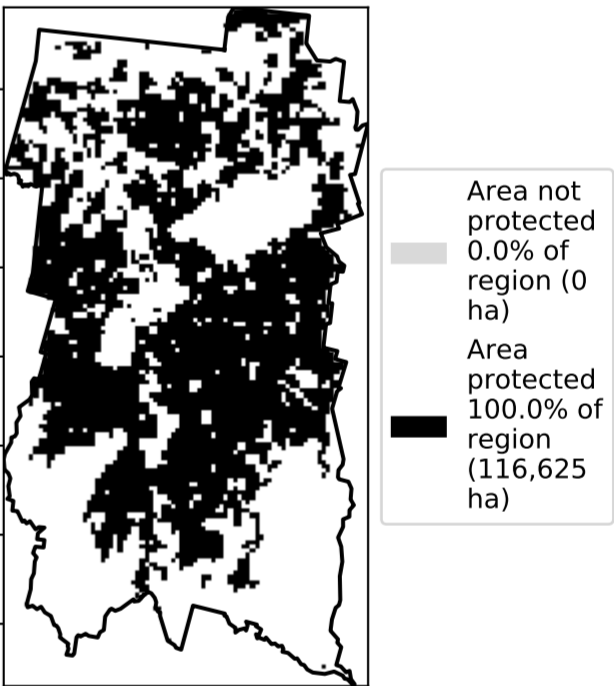 Area not
protected
0.0% of
region (0
ha)
Area
protected
100.0% of
region
(116,625
ha)